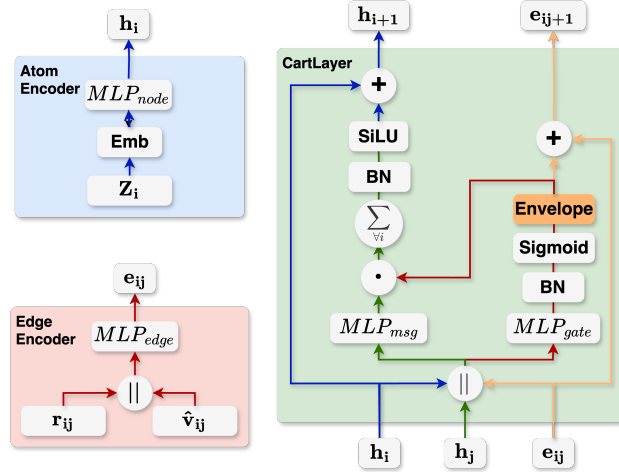 h_i
Atom
Encoder
MLP_node
Emb
Z_i
e_ij
Edge
Encoder
MLP_edge
||
r_ij
v̂_ij
h_i+1
e_ij+1
CartLayer
+
+
SiLU
BN
Envelope
∑
∀i
Sigmoid
·
BN
MLP_msg
MLP_gate
||
h_i
h_j
e_ij